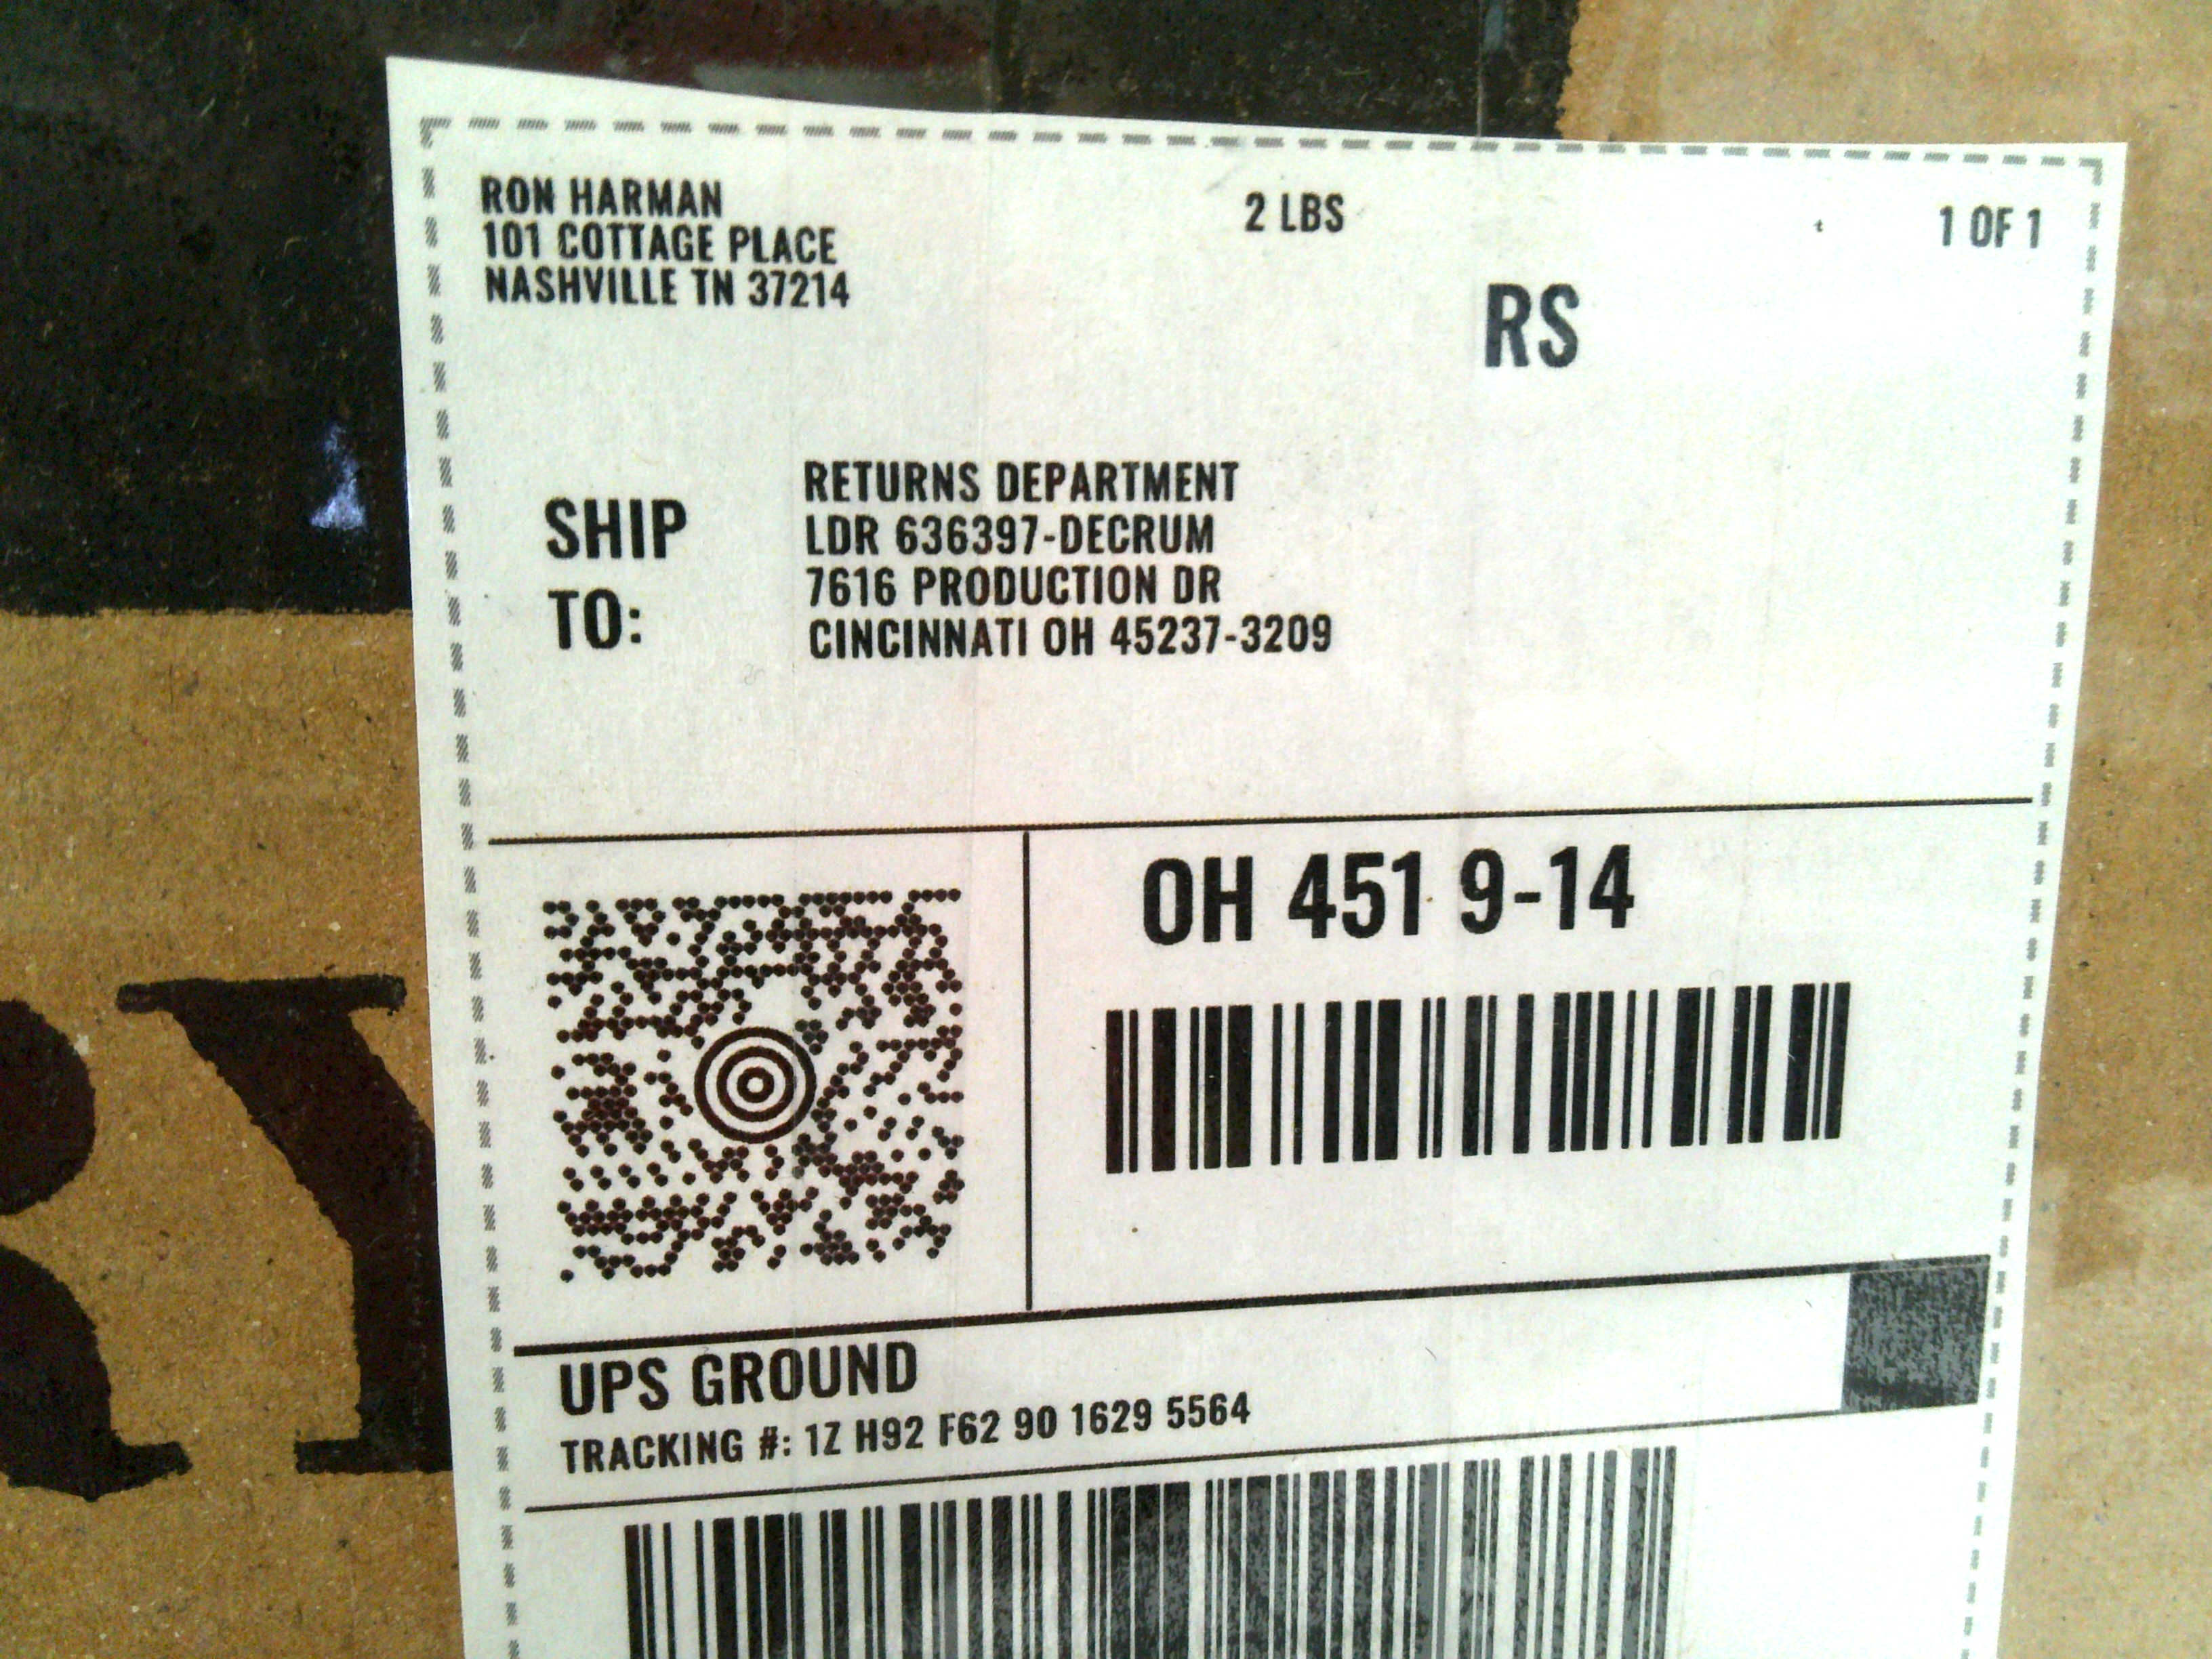 RON HARMAN
101 COTTAGE PLACE
NASHVILLE TN 37214
2 LBS
1 OF 1
RS
SHIP
TO:
RETURNS DEPARTMENT
LDR 636397-DECRUM
7616 PRODUCTION DR
CINCINNATI OH 45237-3209
OH 451 9-14
UPS GROUND
TRACKING #: 1Z H92 F62 90 1629 5564
RY